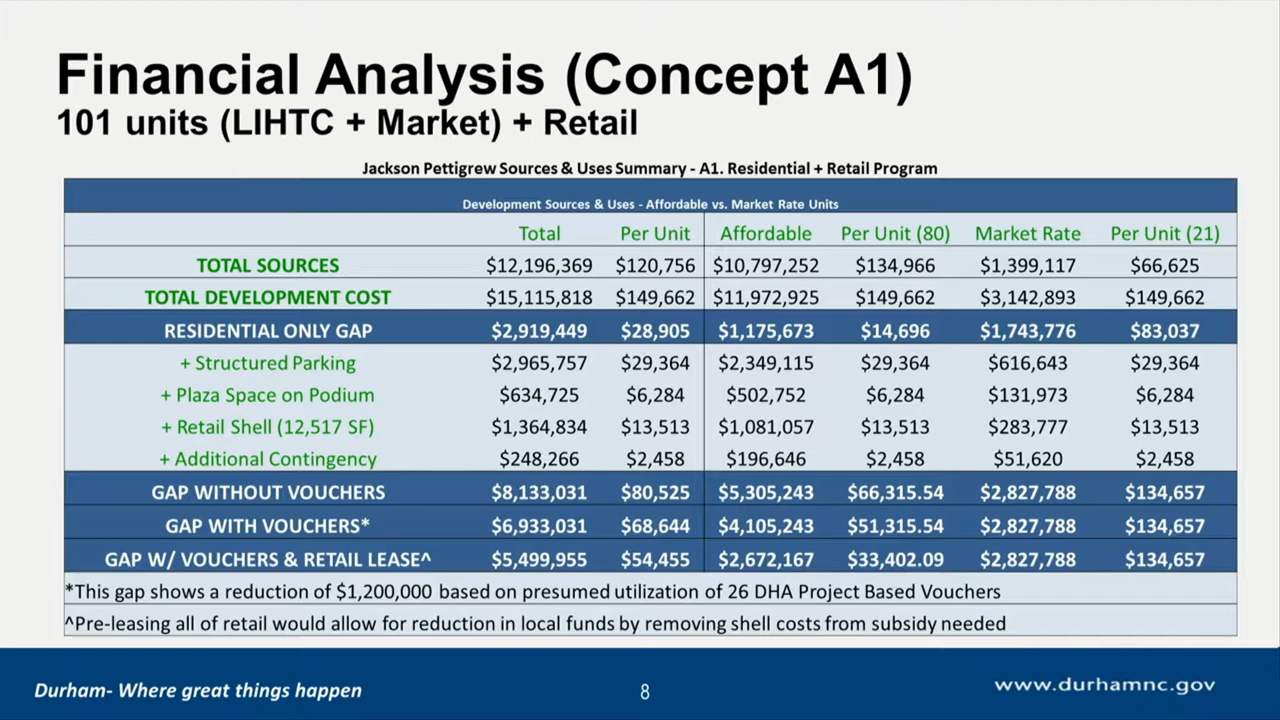 Financial Analysis (Concept A1)
101 units (LIHTC + Market) + Retail
Jackson Pettigrew Sources & Uses Summary - A1. Residential + Retail Program
Development Sources & Uses - Affordable vs. Market Rate Units
Total Per Unit Affordable Per Unit (80) Market Rate Per Unit (21)
TOTAL SOURCES $12,196,369 $120,756 $10,797,252 $134,966 $1,399,117 $66,625
TOTAL DEVELOPMENT COST $15,115,818 $149,662 $11,972,925 $149,662 $3,142,893 $149,662
RESIDENTIAL ONLY GAP $2,919,449 $28,905 $1,175,673 $14,696 $1,743,776 $83,037
+ Structured Parking $2,965,757 $29,364 $2,349,115 $29,364 $616,643 $29,364
+ Plaza Space on Podium $634,725 $6,284 $502,752 $6,284 $131,973 $6,284
+ Retail Shell (12,517 SF) $1,364,834 $13,513 $1,081,057 $13,513 $283,777 $13,513
+ Additional Contingency $248,266 $2,458 $196,646 $2,458 $51,620 $2,458
GAP WITHOUT VOUCHERS $8,133,031 $80,525 $5,305,243 $66,315.54 $2,827,788 $134,657
GAP WITH VOUCHERS* $6,933,031 $68,644 $4,105,243 $51,315.54 $2,827,788 $134,657
GAP W/ VOUCHERS & RETAIL LEASE^ $5,499,955 $54,455 $2,672,167 $33,402.09 $2,827,788 $134,657
*This gap shows a reduction of $1,200,000 based on presumed utilization of 26 DHA Project Based Vouchers
^Pre-leasing all of retail would allow for reduction in local funds by removing shell costs from subsidy needed
Durham- Where great things happen 8 www.durhamnc.gov